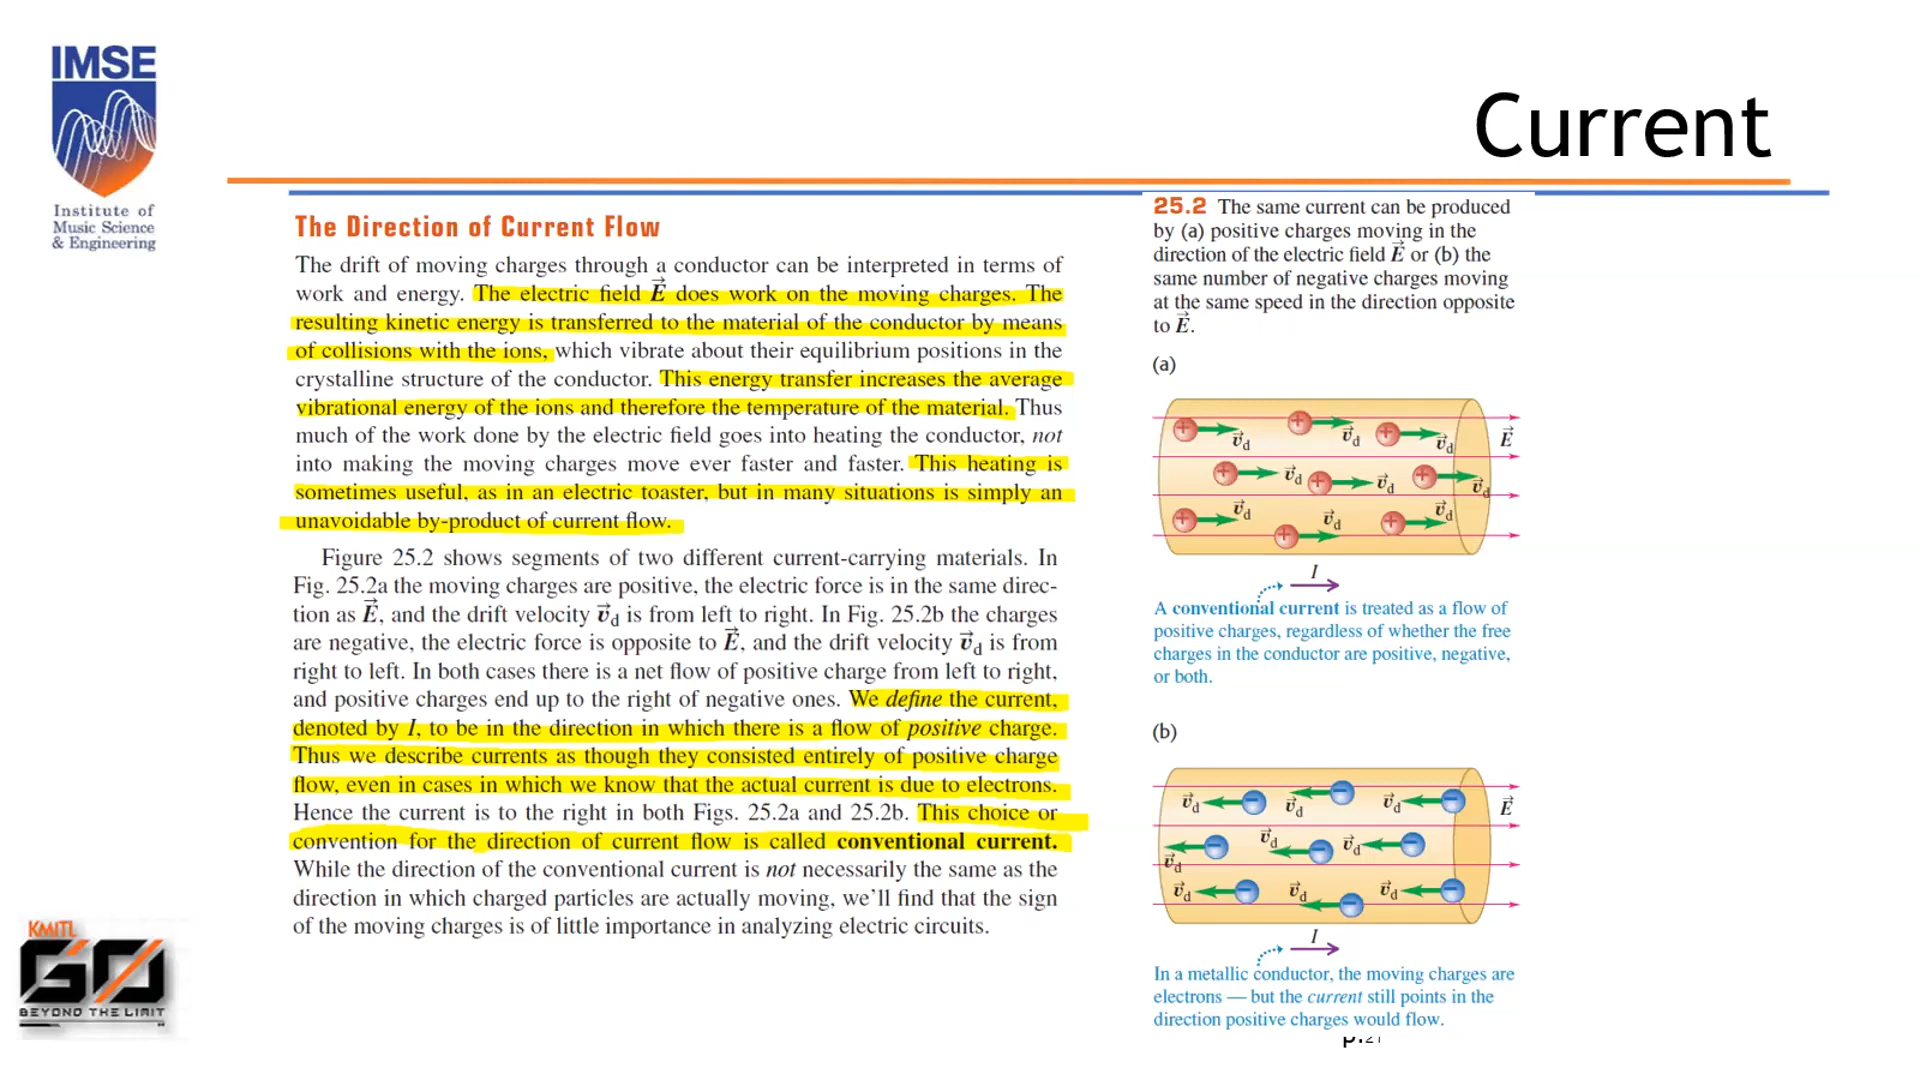 IMSE
Institute of
Music Science
& Engineering
Current
The Direction of Current Flow
The drift of moving charges through a conductor can be interpreted in terms of
work and energy. The electric field E⃗ does work on the moving charges. The
resulting kinetic energy is transferred to the material of the conductor by means
of collisions with the ions, which vibrate about their equilibrium positions in the
crystalline structure of the conductor. This energy transfer increases the average
vibrational energy of the ions and therefore the temperature of the material. Thus
much of the work done by the electric field goes into heating the conductor, not
into making the moving charges move ever faster and faster. This heating is
sometimes useful, as in an electric toaster, but in many situations is simply an
unavoidable by-product of current flow.
Figure 25.2 shows segments of two different current-carrying materials. In
Fig. 25.2a the moving charges are positive, the electric force is in the same direc-
tion as E⃗, and the drift velocity v⃗d is from left to right. In Fig. 25.2b the charges
are negative, the electric force is opposite to E⃗, and the drift velocity v⃗d is from
right to left. In both cases there is a net flow of positive charge from left to right,
and positive charges end up to the right of negative ones. We define the current,
denoted by I, to be in the direction in which there is a flow of positive charge.
Thus we describe currents as though they consisted entirely of positive charge
flow, even in cases in which we know that the actual current is due to electrons.
Hence the current is to the right in both Figs. 25.2a and 25.2b. This choice or
convention for the direction of current flow is called conventional current.
While the direction of the conventional current is not necessarily the same as the
direction in which charged particles are actually moving, we'll find that the sign
of the moving charges is of little importance in analyzing electric circuits.
25.2 The same current can be produced
by (a) positive charges moving in the
direction of the electric field E⃗ or (b) the
same number of negative charges moving
at the same speed in the direction opposite
to E⃗.
(a)
+ v⃗d + v⃗d + v⃗d E⃗
+ v⃗d + v⃗d + v⃗d
+ v⃗d + v⃗d + v⃗d
I
A conventional current is treated as a flow of
positive charges, regardless of whether the free
charges in the conductor are positive, negative,
or both.
(b)
v⃗d − v⃗d − v⃗d − E⃗
v⃗d − v⃗d − v⃗d −
v⃗d − v⃗d − v⃗d −
I
In a metallic conductor, the moving charges are
electrons — but the current still points in the
direction positive charges would flow.
p.21
KMITL
GO
BEYOND THE LIMIT